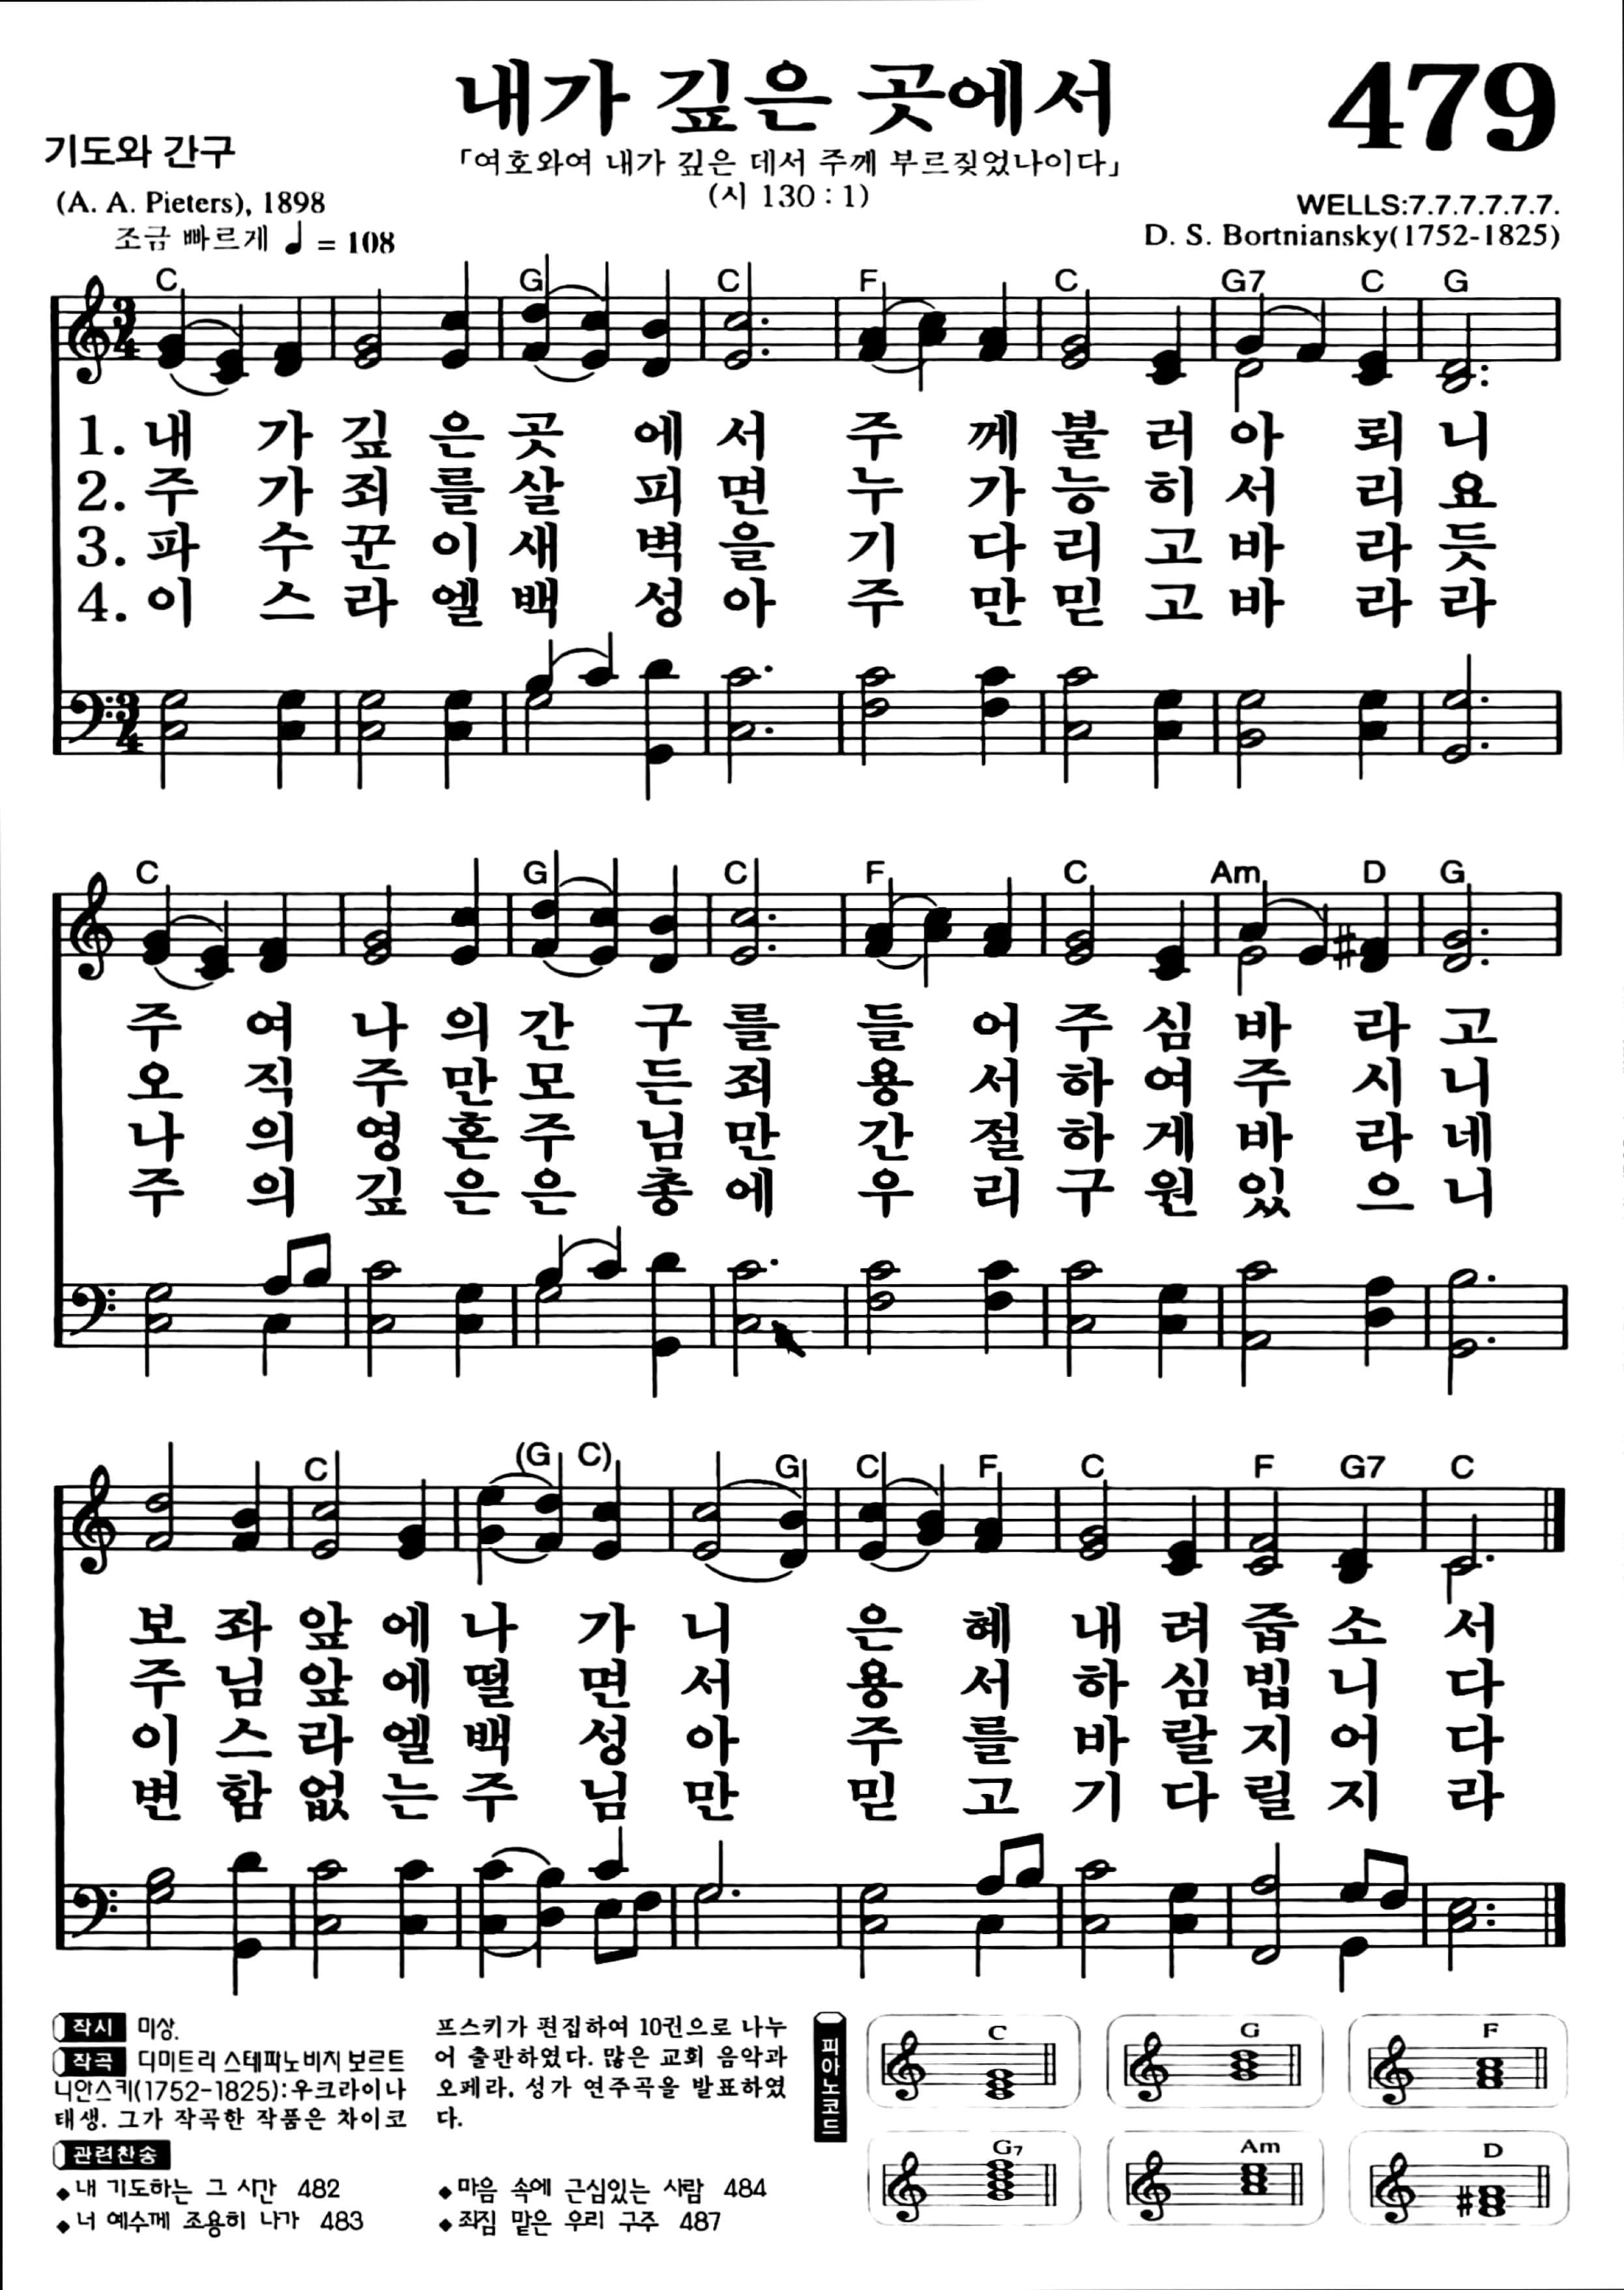 내가 깊은 곳에서
479
기도와 간구
「여호와여 내가 깊은 데서 주께 부르짖었나이다」
(시 130 : 1)
(A. A. Pieters), 1898
WELLS:7.7.7.7.7.7.
조금 빠르게 ♩ = 108
D. S. Bortniansky(1752-1825)
C G C F C G7 C G
1. 내 가 깊 은 곳 에 서 주 께 불 러 아 뢰 니
2. 주 가 죄 를 살 피 면 누 가 능 히 서 리 요
3. 파 수 꾼 이 새 벽 을 기 다 리 고 바 라 듯
4. 이 스 라 엘 백 성 아 주 만 믿 고 바 라 라
C G C F C Am D G
주 여 나 의 간 구 를 들 어 주 심 바 라 고
오 직 주 만 모 든 죄 용 서 하 여 주 시 니
나 의 영 혼 주 님 만 간 절 하 게 바 라 네
주 의 깊 은 은 총 에 우 리 구 원 있 으 니
C (G C) G C F C F G7 C
보 좌 앞 에 나 가 니 은 혜 내 려 줍 소 서
주 님 앞 에 떨 면 서 용 서 하 심 빕 니 다
이 스 라 엘 백 성 아 주 를 바 랄 지 어 다
변 함 없 는 주 님 만 믿 고 기 다 릴 지 라
작시 미상.
작곡 디미트리 스테파노비치 보르트
니안스키(1752-1825):우크라이나
태생. 그가 작곡한 작품은 차이코
프스키가 편집하여 10권으로 나누
어 출판하였다. 많은 교회 음악과
오페라, 성가 연주곡을 발표하였
다.
관련찬송
◆내 기도하는 그 시간 482
◆너 예수께 조용히 나가 483
◆마음 속에 근심있는 사람 484
◆죄짐 맡은 우리 구주 487
피아노코드
C G F
G7 Am D